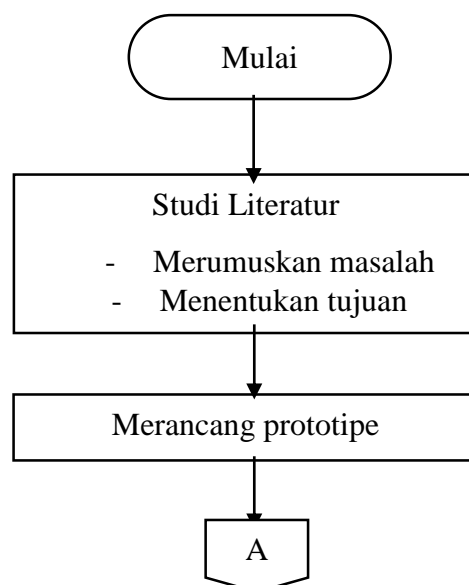 Mulai
Studi Literatur
- Merumuskan masalah
- Menentukan tujuan
Merancang prototipe
A